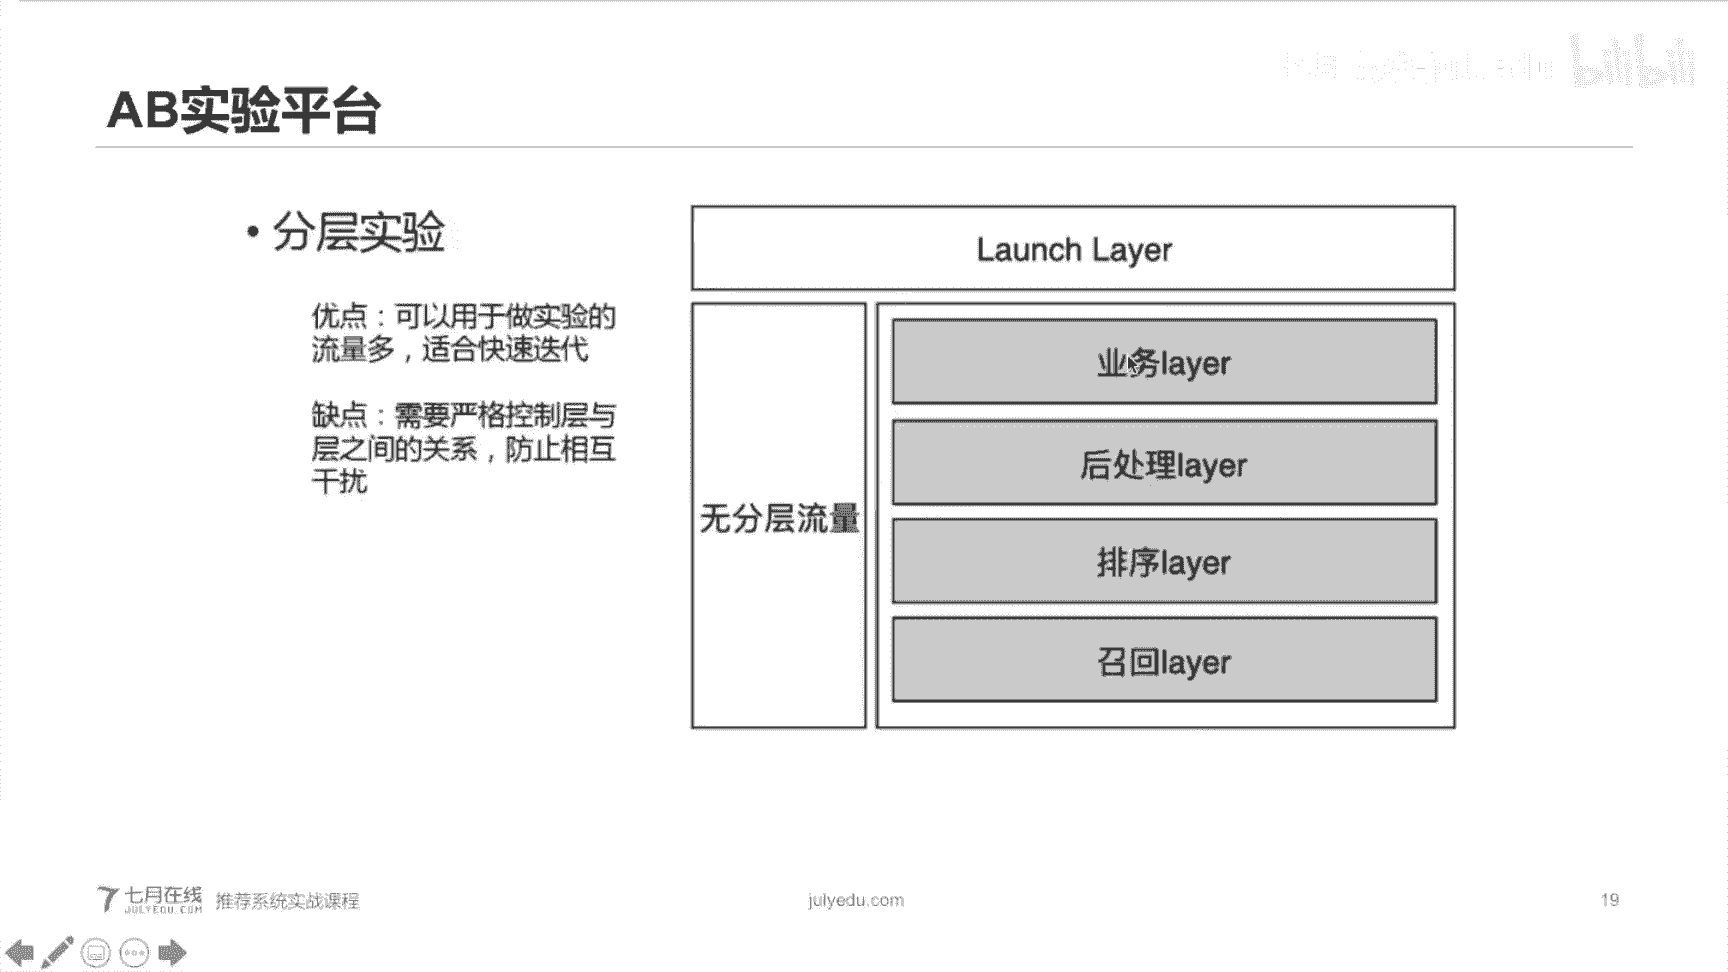 bilibili
AB实验平台
• 分层实验
优点：可以用于做实验的
流量多，适合快速迭代
缺点：需要严格控制层与
层之间的关系，防止相互
干扰
Launch Layer
无分层流量
业务layer
后处理layer
排序layer
召回layer
七月在线
JULYEDU.COM
推荐系统实战课程
julyedu.com
19